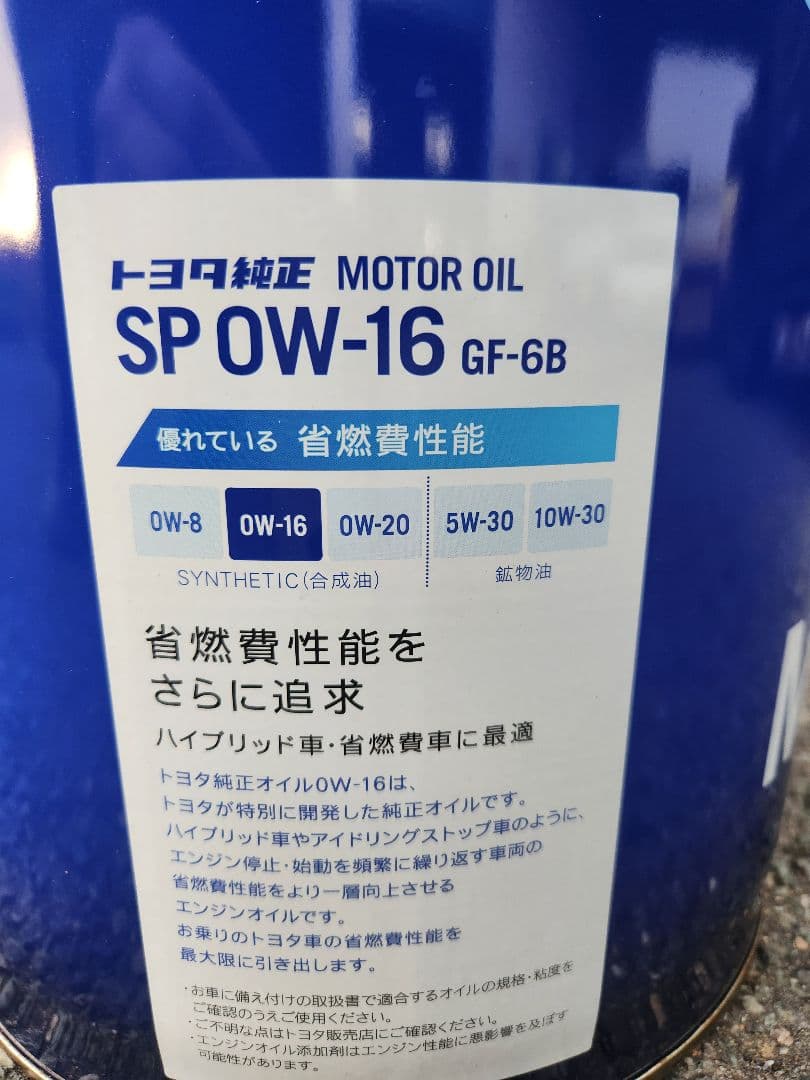 トヨタ純正 MOTOR OIL
SP 0W-16 GF-6B
優れている 省燃費性能
0W-8 0W-16 0W-20 5W-30 10W-30
SYNTHETIC(合成油) 鉱物油
省燃費性能を
さらに追求
ハイブリッド車・省燃費車に最適
トヨタ純正オイル0W-16は、
トヨタが特別に開発した純正オイルです。
ハイブリッド車やアイドリングストップ車のように、
エンジン停止・始動を頻繁に繰り返す車両の
省燃費性能をより一層向上させる
エンジンオイルです。
お乗りのトヨタ車の省燃費性能を
最大限に引き出します。
・お車に備え付けの取扱書で適合するオイルの規格・粘度を
ご確認のうえご使用ください。
・ご不明な点はトヨタ販売店にご確認ください。
・エンジンオイル添加剤はエンジン性能に悪影響を及ぼす
可能性があります。